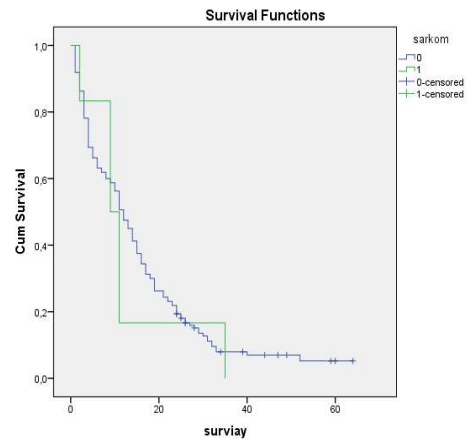 Survival Functions
sarkom
0
1
0-censored
1-censored
1,0
0,8
0,6
0,4
0,2
0,0
Cum Survival
0
20
40
60
surviay